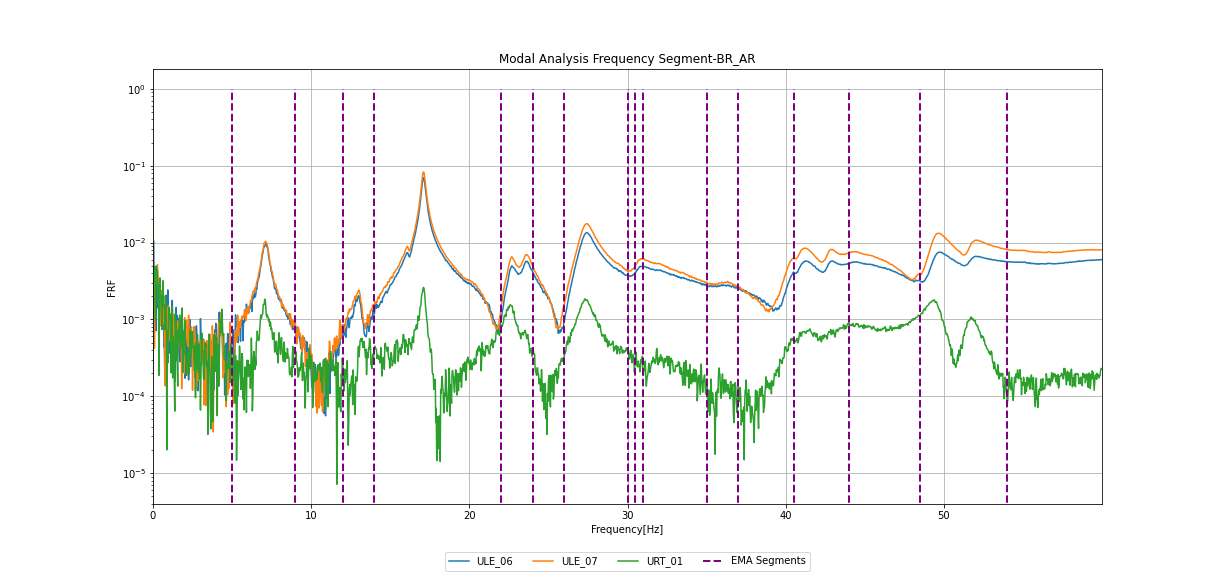 Modal Analysis Frequency Segment-BR_AR
FRF
10⁰
10⁻¹
10⁻²
10⁻³
10⁻⁴
10⁻⁵
0 10 20 30 40 50
Frequency[Hz]
ULE_06 ULE_07 URT_01 EMA Segments